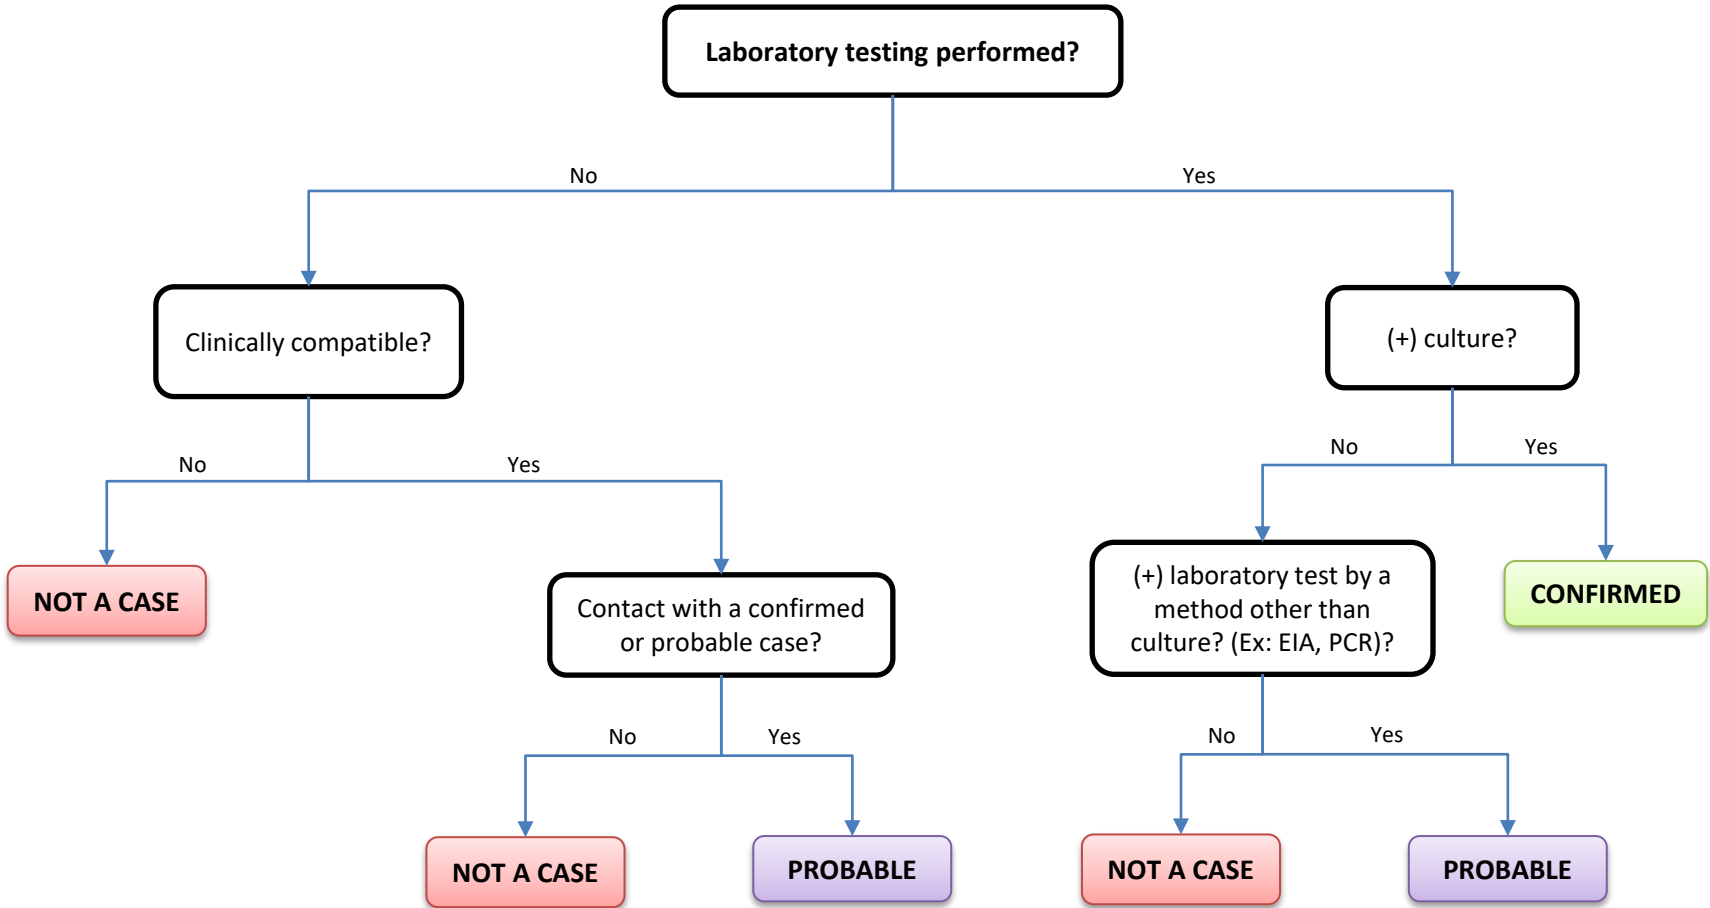 Laboratory testing performed?
No
Yes
Clinically compatible?
(+) culture?
No
Yes
No
Yes
NOT A CASE
Contact with a confirmed
or probable case?
(+) laboratory test by a
method other than
culture? (Ex: EIA, PCR)?
CONFIRMED
No
Yes
No
Yes
NOT A CASE
PROBABLE
NOT A CASE
PROBABLE